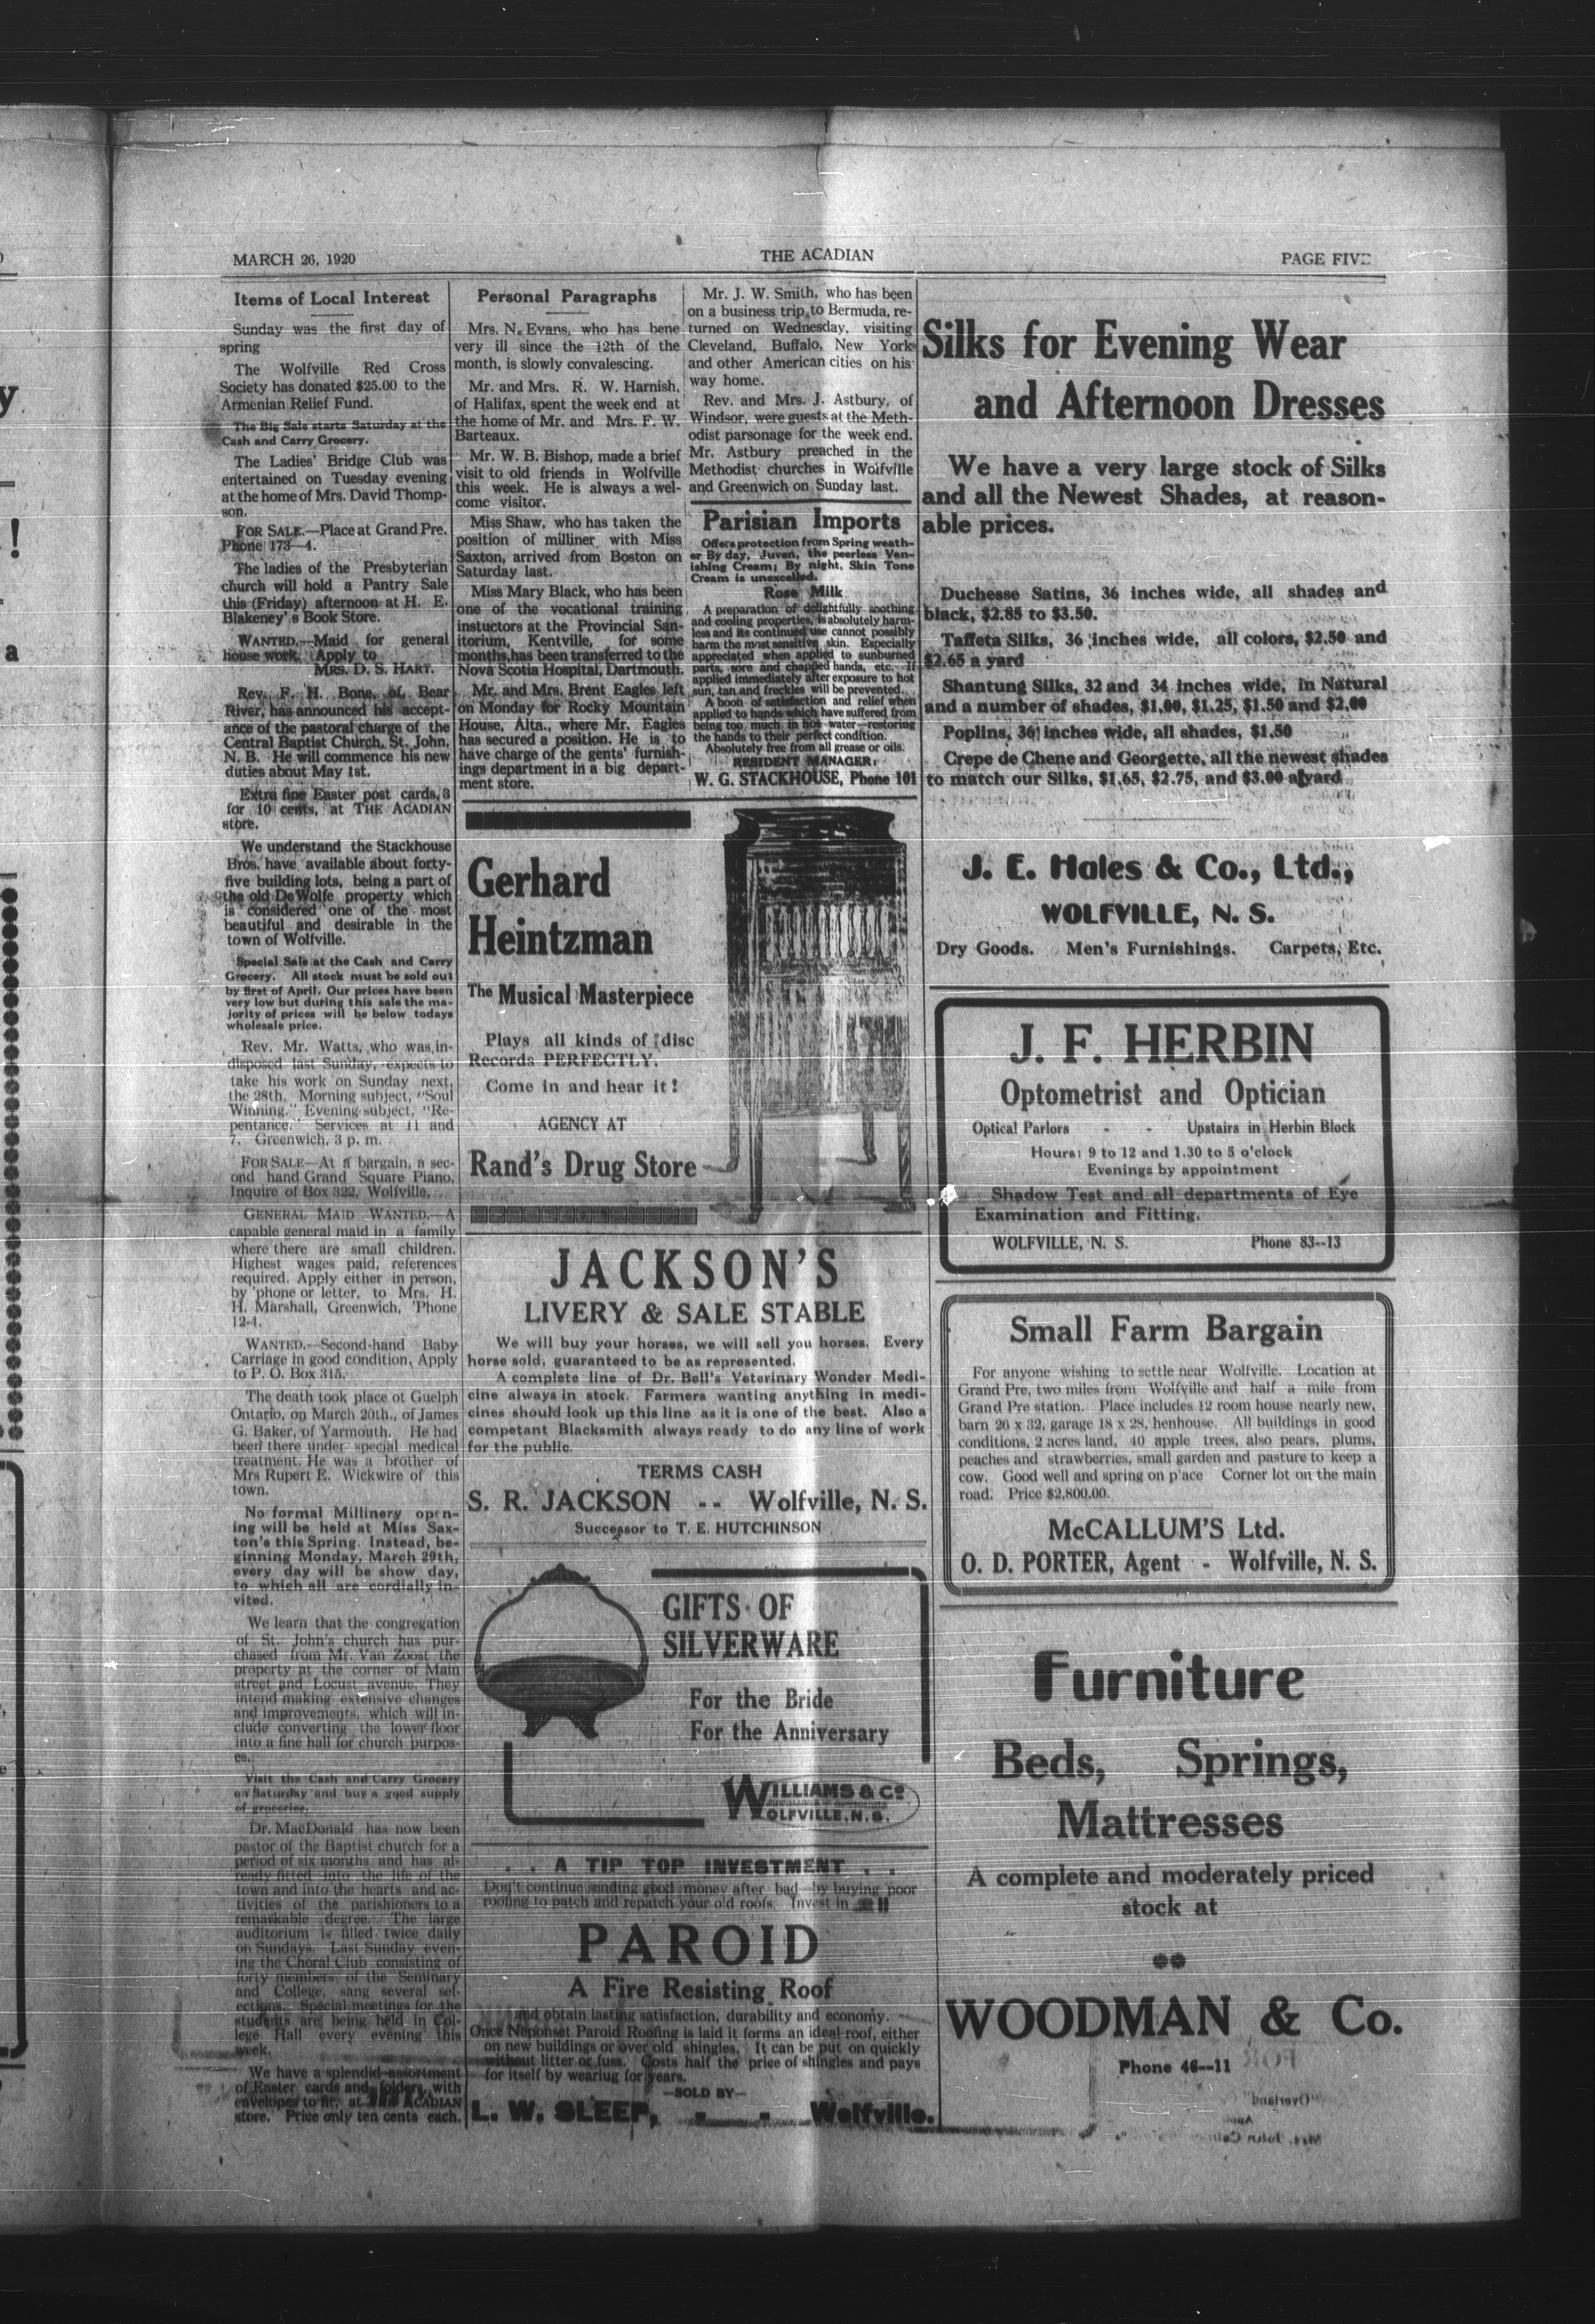 MARCH 26, 1920
THE ACADIAN
PAGE FIVE
Items of Local Interest
Sunday was the first day of
spring
The Wolfville Red Cross
Society has donated $25.00 to the
Armenian Relief Fund.
The Big Sale starts Saturday at the
Cash and Carry Grocery.
The Ladies' Bridge Club was
entertained on Tuesday evening
at the home of Mrs. David Thomp-
son.
FOR SALE.—Place at Grand Pre.
Phone 173—4.
The ladies of the Presbyterian
church will hold a Pantry Sale
this (Friday) afternoon at H. E.
Blakeney's Book Store.
WANTED.—Maid for general
house work. Apply to
MRS. D. S. HART.
Rev. F. H. Bone, of Bear
River, has announced his accept-
ance of the pastoral charge of the
Central Baptist Church, St. John,
N. B. He will commence his new
duties about May 1st.
Extra fine Easter post cards, 3
for 10 cents, at THE ACADIAN
store.
We understand the Stackhouse
Bros. have available about forty-
five building lots, being a part of
the old DeWolfe property which
is considered one of the most
beautiful and desirable in the
town of Wolfville.
Special Sale at the Cash and Carry
Grocery. All stock must be sold out
by first of April. Our prices have been
very low but during this sale the ma-
jority of prices will be below todays
wholesale price.
Rev. Mr. Watts, who was in-
disposed last Sunday, expects to
take his work on Sunday next,
the 28th. Morning subject, "Soul
Winning." Evening subject, "Re-
pentance." Services at 11 and
7. Greenwich, 3 p. m.
FOR SALE—At a bargain, a sec-
ond hand Grand Square Piano.
Inquire of Box 322, Wolfville.
GENERAL MAID WANTED.—A
capable general maid in a family
where there are small children.
Highest wages paid, references
required. Apply either in person,
by 'phone or letter, to Mrs. H.
H. Marshall, Greenwich, 'Phone
12-4.
WANTED.—Second-hand Baby
Carriage in good condition, Apply
to P. O. Box 315.
The death took place ot Guelph
Ontario, on March 20th., of James
G. Baker, of Yarmouth. He had
been there under special medical
treatment. He was a brother of
Mrs Rupert E. Wickwire of this
town.
No formal Millinery open-
ing will be held at Miss Sax-
ton's this Spring. Instead, be-
ginning Monday, March 29th,
every day will be show day,
to which all are cordially in-
vited.
We learn that the congregation
of St. John's church has pur-
chased from Mr. Van Zoost the
property at the corner of Main
street and Locust avenue. They
intend making extensive changes
and improvements, which will in-
clude converting the lower floor
into a fine hall for church purpos-
es.
Visit the Cash and Carry Grocery
on Saturday and buy a good supply
of groceries.
Dr. MacDonald has now been
pastor of the Baptist church for a
period of six months and has al-
ready fitted into the life of the
town and into the hearts and ac-
tivities of the parishioners to a
remarkable degree. The large
auditorium is filled twice daily
on Sundays. Last Sunday even-
ing the Choral Club consisting of
forty members of the Seminary
and College, sang several sel-
ections. Special meetings for the
students are being held in Col-
lege Hall every evening this
week.
We have a splendid assortment
of Easter cards and folders, with
envelopes to fit, at THE ACADIAN
store. Price only ten cents each.
Personal Paragraphs
Mrs. N. Evans, who has bene
very ill since the 12th of the
month, is slowly convalescing.
Mr. and Mrs. R. W. Harnish,
of Halifax, spent the week end at
the home of Mr. and Mrs. F. W.
Barteaux.
Mr. W. B. Bishop, made a brief
visit to old friends in Wolfville
this week. He is always a wel-
come visitor.
Miss Shaw, who has taken the
position of milliner with Miss
Saxton, arrived from Boston on
Saturday last.
Miss Mary Black, who has been
one of the vocational training
instuctors at the Provincial San-
itorium, Kentville, for some
months, has been transferred to the
Nova Scotia Hospital, Dartmouth.
Mr. and Mrs. Brent Eagles left
on Monday for Rocky Mountain
House, Alta., where Mr. Eagles
has secured a position. He is to
have charge of the gents' furnish-
ings department in a big depart-
ment store.
Mr. J. W. Smith, who has been
on a business trip to Bermuda, re-
turned on Wednesday, visiting
Cleveland, Buffalo, New York
and other American cities on his
way home.
Rev. and Mrs. J. Astbury, of
Windsor, were guests at the Meth-
odist parsonage for the week end.
Mr. Astbury preached in the
Methodist churches in Wolfville
and Greenwich on Sunday last.
Parisian Imports
Offers protection from Spring weath-
er By day, Juven, the peerless Van-
ishing Cream; By night, Skin Tone
Cream is unexcelled.
Rose Milk
A preparation of delightfully soothing
and cooling properties, is absolutely harm-
less and its continued use cannot possibly
harm the most sensitive skin. Especially
appreciated when applied to sunburned
parts, sore and chapped hands, etc. If
applied immediately after exposure to hot
sun, tan and freckles will be prevented.
A boon of satisfaction and relief when
applied to hands which have suffered from
being too much in hot water—restoring
the hands to their perfect condition.
Absolutely free from all grease or oils.
RESIDENT MANAGER:
W. G. STACKHOUSE, Phone 101
Gerhard
Heintzman
The Musical Masterpiece
Plays all kinds of disc
Records PERFECTLY.
Come in and hear it!
AGENCY AT
Rand's Drug Store
JACKSON'S
LIVERY & SALE STABLE
We will buy your horses, we will sell you horses. Every
horse sold, guaranteed to be as represented.
A complete line of Dr. Bell's Veterinary Wonder Medi-
cine always in stock. Farmers wanting anything in medi-
cines should look up this line as it is one of the best. Also a
competant Blacksmith always ready to do any line of work
for the public.
TERMS CASH
S. R. JACKSON -- Wolfville, N. S.
Successor to T. E. HUTCHINSON
GIFTS OF
SILVERWARE
For the Bride
For the Anniversary
WILLIAMS & Co
WOLFVILLE, N. S.
. . A TIP TOP INVESTMENT . .
Don't continue sending good money after bad by buying poor
roofing to patch and repatch your old roofs. Invest in
PAROID
A Fire Resisting Roof
and obtain lasting satisfaction, durability and economy.
Once Neponset Paroid Roofing is laid it forms an ideal roof, either
on new buildings or over old shingles. It can be put on quickly
without litter or fuss. Costs half the price of shingles and pays
for itself by wearing for years.
—SOLD BY—
L. W. SLEEP, - - Wolfville.
Silks for Evening Wear
and Afternoon Dresses
We have a very large stock of Silks
and all the Newest Shades, at reason-
able prices.
Duchesse Satins, 36 inches wide, all shades and
black, $2.85 to $3.50.
Taffeta Silks, 36 inches wide, all colors, $2.50 and
$2.65 a yard
Shantung Silks, 32 and 34 inches wide, in Natural
and a number of shades, $1.00, $1.25, $1.50 and $2.00
Poplins, 36 inches wide, all shades, $1.50
Crepe de Chene and Georgette, all the newest shades
to match our Silks, $1.65, $2.75, and $3.00 a yard
J. E. Hales & Co., Ltd.,
WOLFVILLE, N. S.
Dry Goods. Men's Furnishings. Carpets, Etc.
J. F. HERBIN
Optometrist and Optician
Optical Parlors - - Upstairs in Herbin Block
Hours: 9 to 12 and 1.30 to 5 o'clock
Evenings by appointment
Shadow Test and all departments of Eye
Examination and Fitting.
WOLFVILLE, N. S. Phone 83--13
Small Farm Bargain
For anyone wishing to settle near Wolfville. Location at
Grand Pre, two miles from Wolfville and half a mile from
Grand Pre station. Place includes 12 room house nearly new,
barn 26 x 32, garage 18 x 28, henhouse. All buildings in good
conditions, 2 acres land, 40 apple trees, also pears, plums,
peaches and strawberries, small garden and pasture to keep a
cow. Good well and spring on p'ace Corner lot on the main
road. Price $2,800.00.
McCALLUM'S Ltd.
O. D. PORTER, Agent - Wolfville, N. S.
Furniture
Beds, Springs,
Mattresses
A complete and moderately priced
stock at
WOODMAN & Co.
Phone 46--11